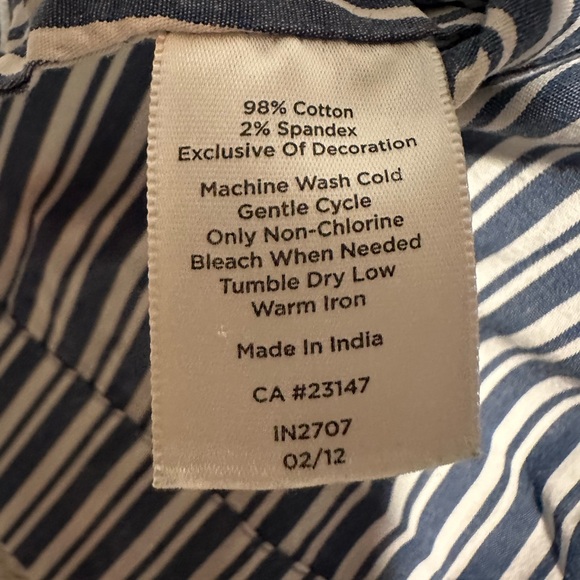 98% Cotton
2% Spandex
Exclusive Of Decoration
Machine Wash Cold
Gentle Cycle
Only Non-Chlorine
Bleach When Needed
Tumble Dry Low
Warm Iron
Made In India
CA #23147
IN2707
02/12